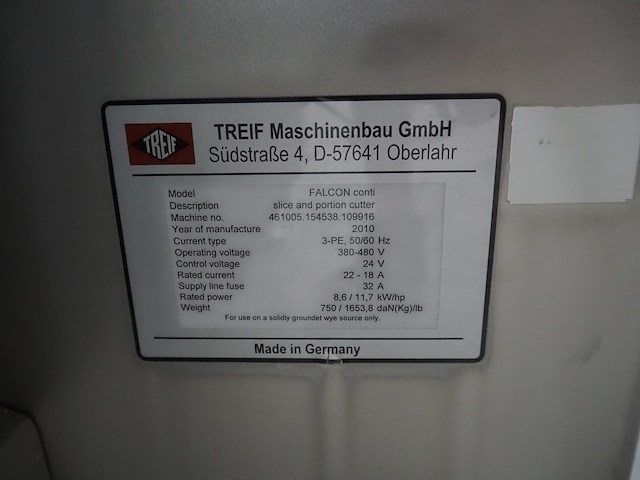 TREIF
TREIF Maschinenbau GmbH
Südstraße 4, D-57641 Oberlahr
Model FALCON conti
Description slice and portion cutter
Machine no. 461005.154538.109916
Year of manufacture 2010
Current type 3-PE, 50/60 Hz
Operating voltage 380-480 V
Control voltage 24 V
Rated current 22 - 18 A
Supply line fuse 32 A
Rated power 8,6 / 11,7 kW/hp
Weight 750 / 1653,8 daN(Kg)/lb
For use on a solidly groundet wye source only.
Made in Germany